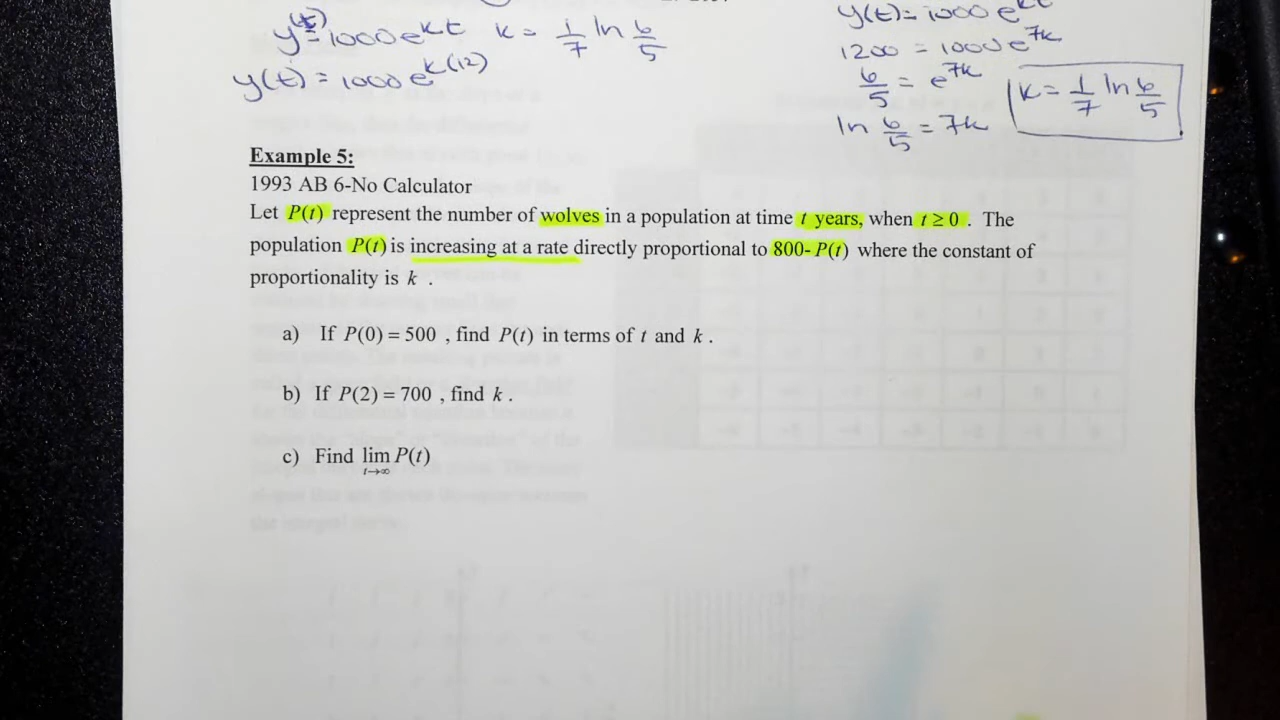 y(t) = 1000e^{kt} k = 1/7 ln 6/5
y(t) = 1000 e^{k(12)}
y(t) = 1000 e^{kt}
1200 = 1000e^{7k}
6/5 = e^{7k}
ln 6/5 = 7k
k = 1/7 ln 6/5
Example 5:
1993 AB 6-No Calculator
Let P(t) represent the number of wolves in a population at time t years, when t ≥ 0 . The
population P(t) is increasing at a rate directly proportional to 800- P(t) where the constant of
proportionality is k .
a) If P(0) = 500 , find P(t) in terms of t and k .
b) If P(2) = 700 , find k .
c) Find lim t→∞ P(t)